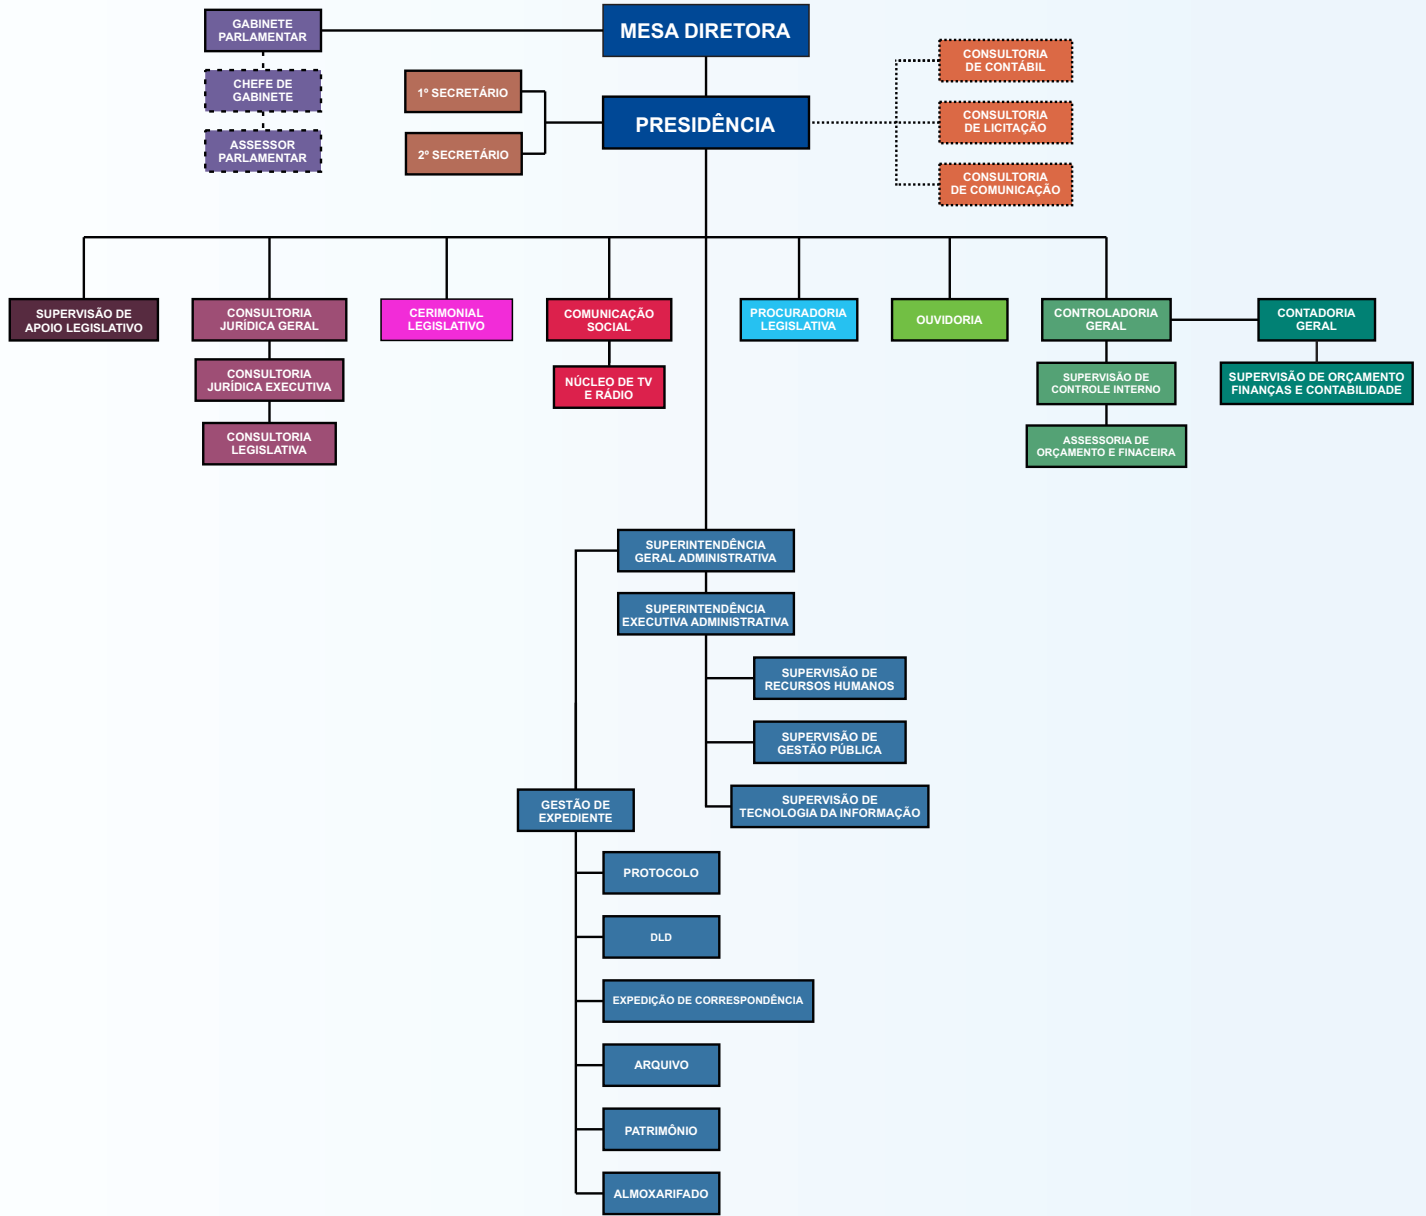 GABINETE
PARLAMENTAR
MESA DIRETORA
CHEFE DE
GABINETE
ASSESSOR
PARLAMENTAR
1º SECRETÁRIO
2º SECRETÁRIO
PRESIDÊNCIA
CONSULTORIA
DE CONTÁBIL
CONSULTORIA
DE LICITAÇÃO
CONSULTORIA
DE COMUNICAÇÃO
SUPERVISÃO DE
APOIO LEGISLATIVO
CONSULTORIA
JURÍDICA GERAL
CERIMONIAL
LEGISLATIVO
COMUNICAÇÃO
SOCIAL
PROCURADORIA
LEGISLATIVA
OUVIDORIA
CONTROLADORIA
GERAL
CONTADORIA
GERAL
CONSULTORIA
JURÍDICA EXECUTIVA
NÚCLEO DE TV
E RÁDIO
SUPERVISÃO DE
CONTROLE INTERNO
SUPERVISÃO DE ORÇAMENTO
FINANÇAS E CONTABILIDADE
CONSULTORIA
LEGISLATIVA
ASSESSORIA DE
ORÇAMENTO E FINACEIRA
SUPERINTENDÊNCIA
GERAL ADMINISTRATIVA
SUPERINTENDÊNCIA
EXECUTIVA ADMINISTRATIVA
SUPERVISÃO DE
RECURSOS HUMANOS
SUPERVISÃO DE
GESTÃO PÚBLICA
SUPERVISÃO DE
TECNOLOGIA DA INFORMAÇÃO
GESTÃO DE
EXPEDIENTE
PROTOCOLO
DLD
EXPEDIÇÃO DE CORRESPONDÊNCIA
ARQUIVO
PATRIMÔNIO
ALMOXARIFADO